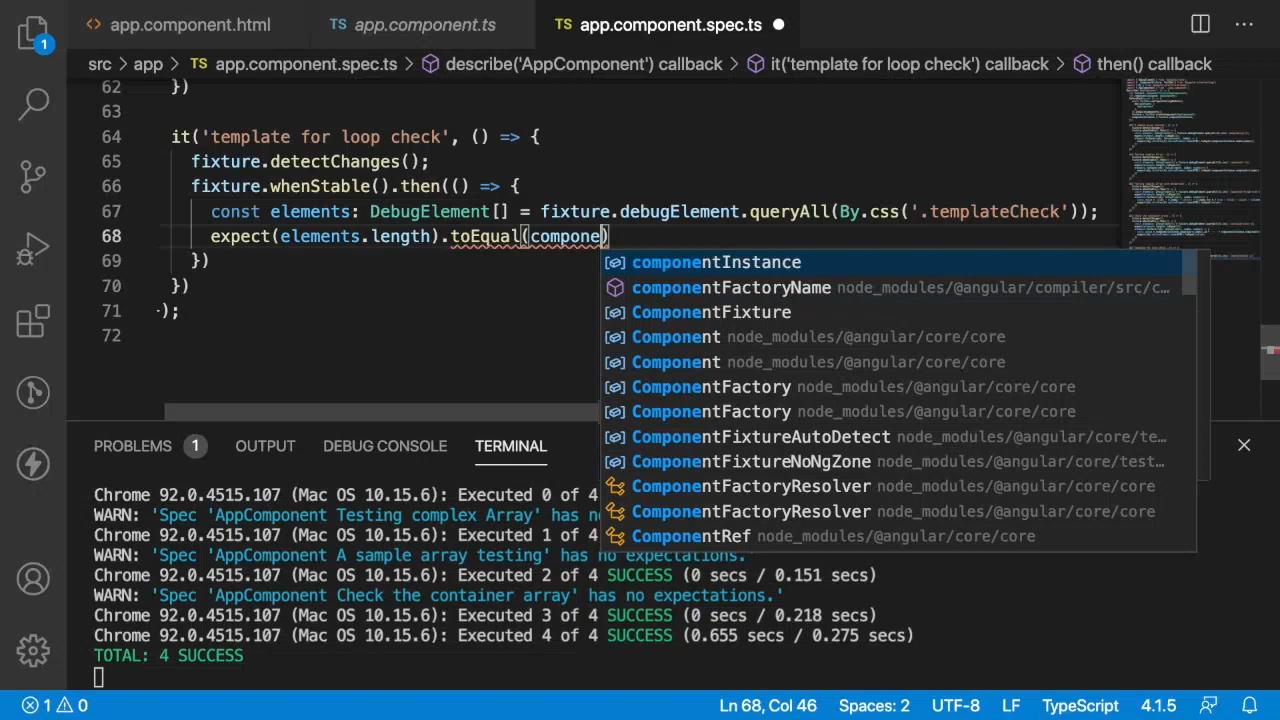 1
<> app.component.html
TS app.component.ts
TS app.component.spec.ts
src > app > TS app.component.spec.ts > describe('AppComponent') callback > it('template for loop check') callback > then() callback
62 })
63
64 it('template for loop check', () => {
65 fixture.detectChanges();
66 fixture.whenStable().then(() => {
67 const elements: DebugElement[] = fixture.debugElement.queryAll(By.css('.templateCheck'));
68 expect(elements.length).toEqual(compone)
69 })
70 })
71 );
72
componentInstance
componentFactoryName node_modules/@angular/compiler/src/c…
ComponentFixture
Component node_modules/@angular/core/core
Component node_modules/@angular/core/core
ComponentFactory node_modules/@angular/core/core
ComponentFactory node_modules/@angular/core/core
ComponentFixtureAutoDetect node_modules/@angular/core/te…
ComponentFixtureNoNgZone node_modules/@angular/core/test…
ComponentFactoryResolver node_modules/@angular/core/core
ComponentFactoryResolver node_modules/@angular/core/core
ComponentRef node_modules/@angular/core/core
PROBLEMS 1 OUTPUT DEBUG CONSOLE TERMINAL
Chrome 92.0.4515.107 (Mac OS 10.15.6): Executed 0 of 4
WARN: 'Spec 'AppComponent Testing complex Array' has no
Chrome 92.0.4515.107 (Mac OS 10.15.6): Executed 1 of 4
WARN: 'Spec 'AppComponent A sample array testing' has no expectations.'
Chrome 92.0.4515.107 (Mac OS 10.15.6): Executed 2 of 4 SUCCESS (0 secs / 0.151 secs)
WARN: 'Spec 'AppComponent Check the container array' has no expectations.'
Chrome 92.0.4515.107 (Mac OS 10.15.6): Executed 3 of 4 SUCCESS (0 secs / 0.218 secs)
Chrome 92.0.4515.107 (Mac OS 10.15.6): Executed 4 of 4 SUCCESS (0.655 secs / 0.275 secs)
TOTAL: 4 SUCCESS
1 0 Ln 68, Col 46 Spaces: 2 UTF-8 LF TypeScript 4.1.5